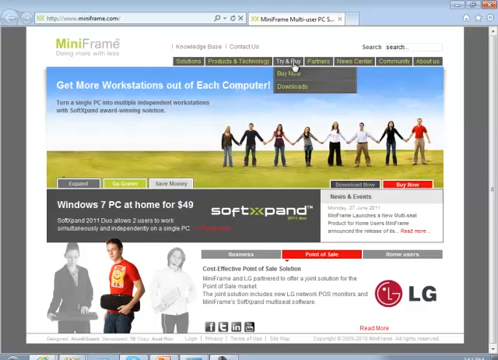 http://www.miniframe.com/
MiniFrame Multi-user PC S...
MiniFrame™
Doing more with less
Knowledge Base | Contact Us
Search search...
Solutions
Products & Technology
Try & Buy
Partners
News Center
Community
About us
Buy Now
Downloads
Get More Workstations out of Each Computer!
Turn a single PC into multiple independent workstations
with SoftXpand award-winning solution.
Expand
Go Green
Save Money
Download Now
Buy Now
Windows 7 PC at home for $49
SoftXpand 2011 Duo allows 2 users to work
simultaneously and independently on a single PC.
softxpand
News & Events
Monday, 27 June 2011
MiniFrame Launches a New Multi-seat
Product for Home Users MiniFrame
announced the release of its... Read more...
Business
Point of Sale
Home users
Cost-Effective Point of Sale Solution
MiniFrame and LG partnered to offer a joint solution for the
Point of Sale market
The joint solution includes new LG network POS monitors and
MiniFrame's SoftXpand multiseat software.
LG
Read More
Login | Privacy | Terms of Use | Site Map